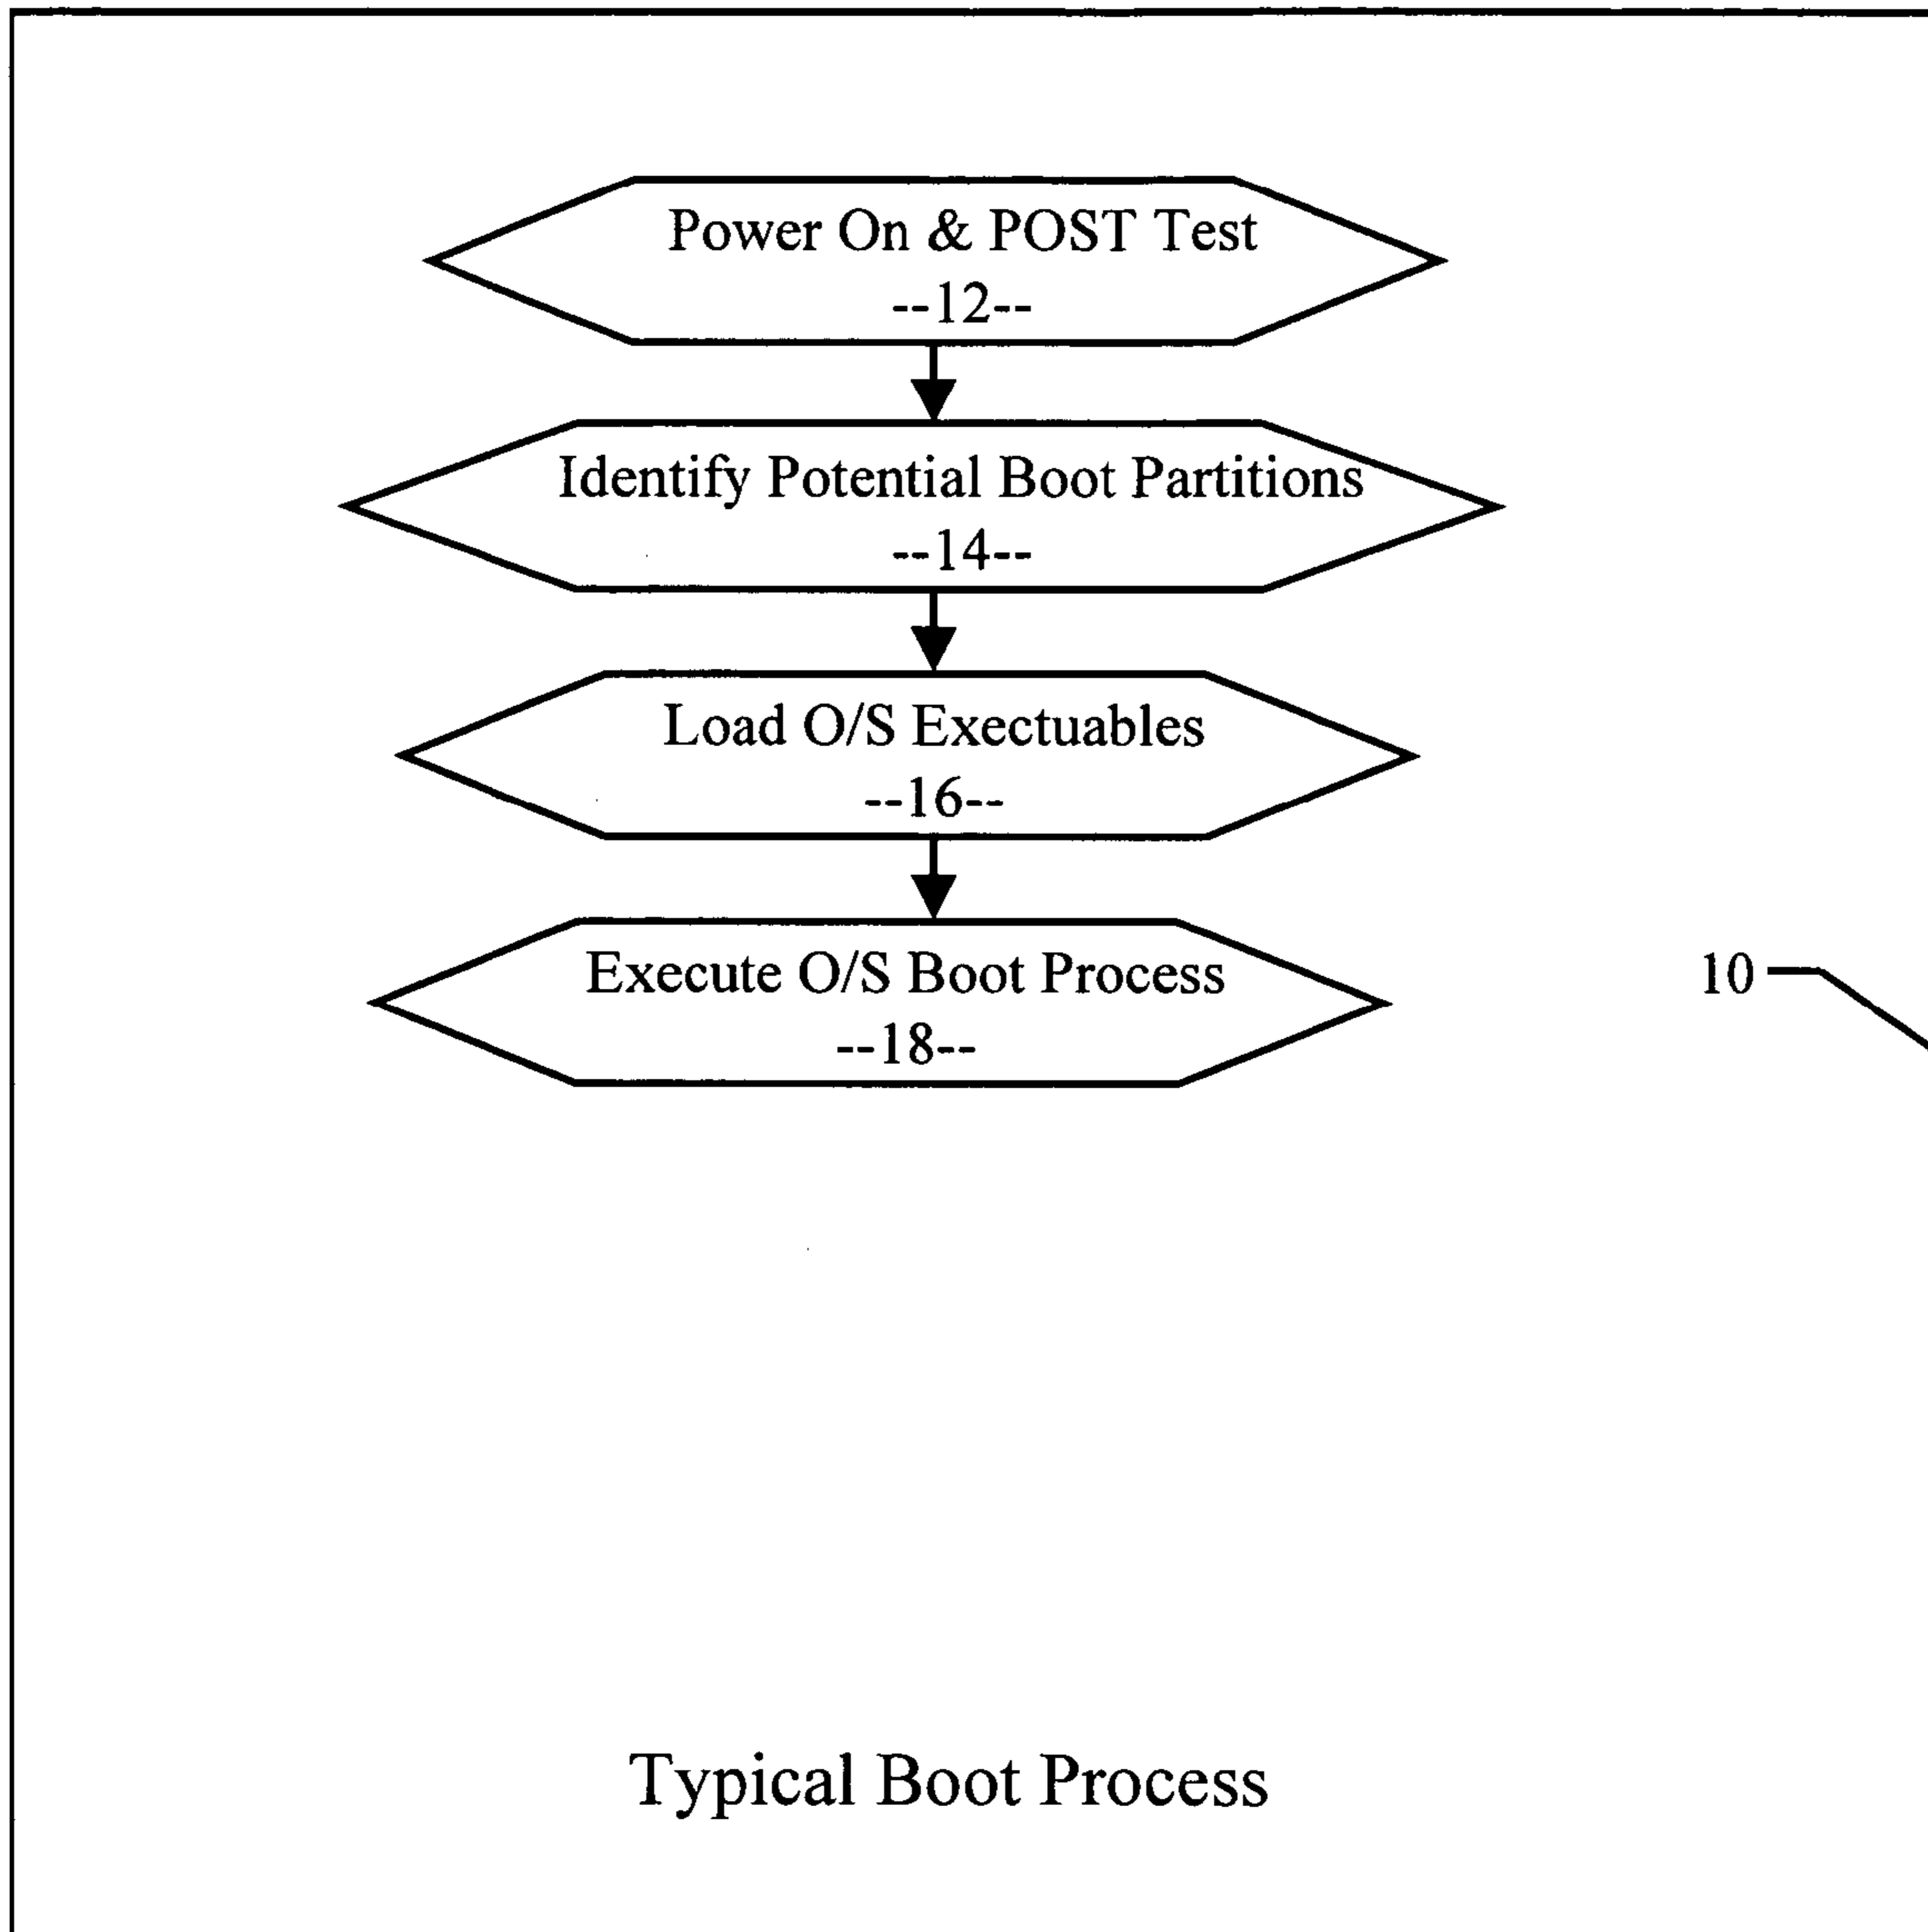 Power On & POST Test
--12--
Identify Potential Boot Partitions
--14--
Load O/S Exectuables
--16--
Execute O/S Boot Process
--18--
10
Typical Boot Process